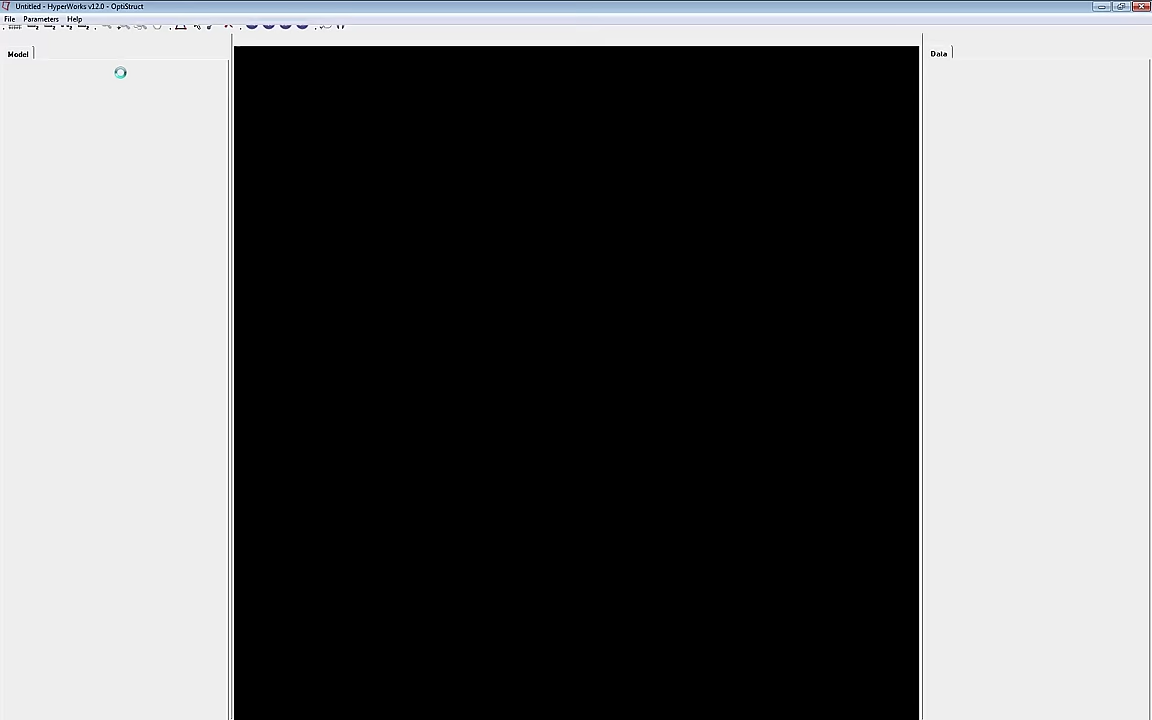 Untitled - HyperWorks v12.0 - OptiStruct
File Parameters Help
Model
Data